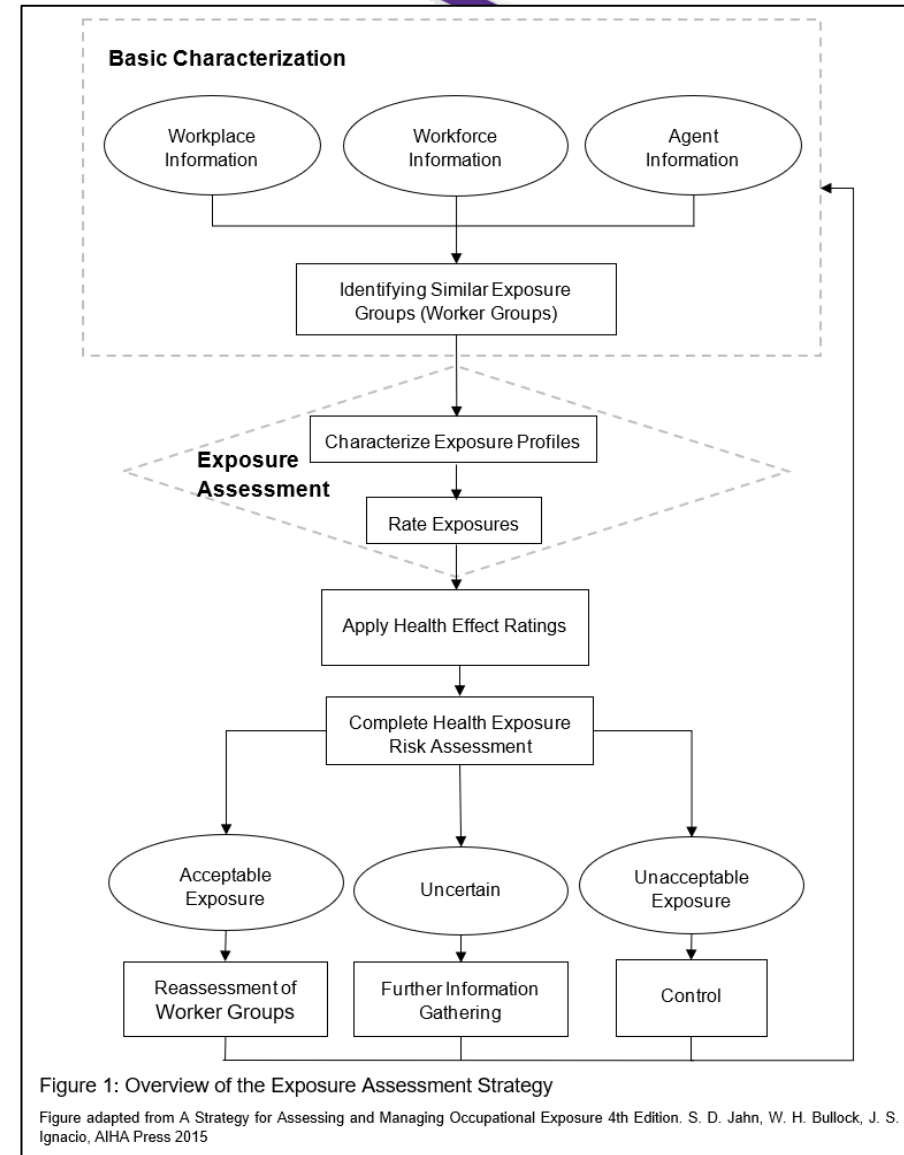 Basic Characterization
Workplace
Information
Workforce
Information
Agent
Information
Identifying Similar Exposure
Groups (Worker Groups)
Characterize Exposure Profiles
Exposure
Assessment
Rate Exposures
Apply Health Effect Ratings
Complete Health Exposure
Risk Assessment
Acceptable
Exposure
Uncertain
Unacceptable
Exposure
Reassessment of
Worker Groups
Further Information
Gathering
Control
Figure 1: Overview of the Exposure Assessment Strategy
Figure adapted from A Strategy for Assessing and Managing Occupational Exposure 4th Edition. S. D. Jahn, W. H. Bullock, J. S.
Ignacio, AIHA Press 2015